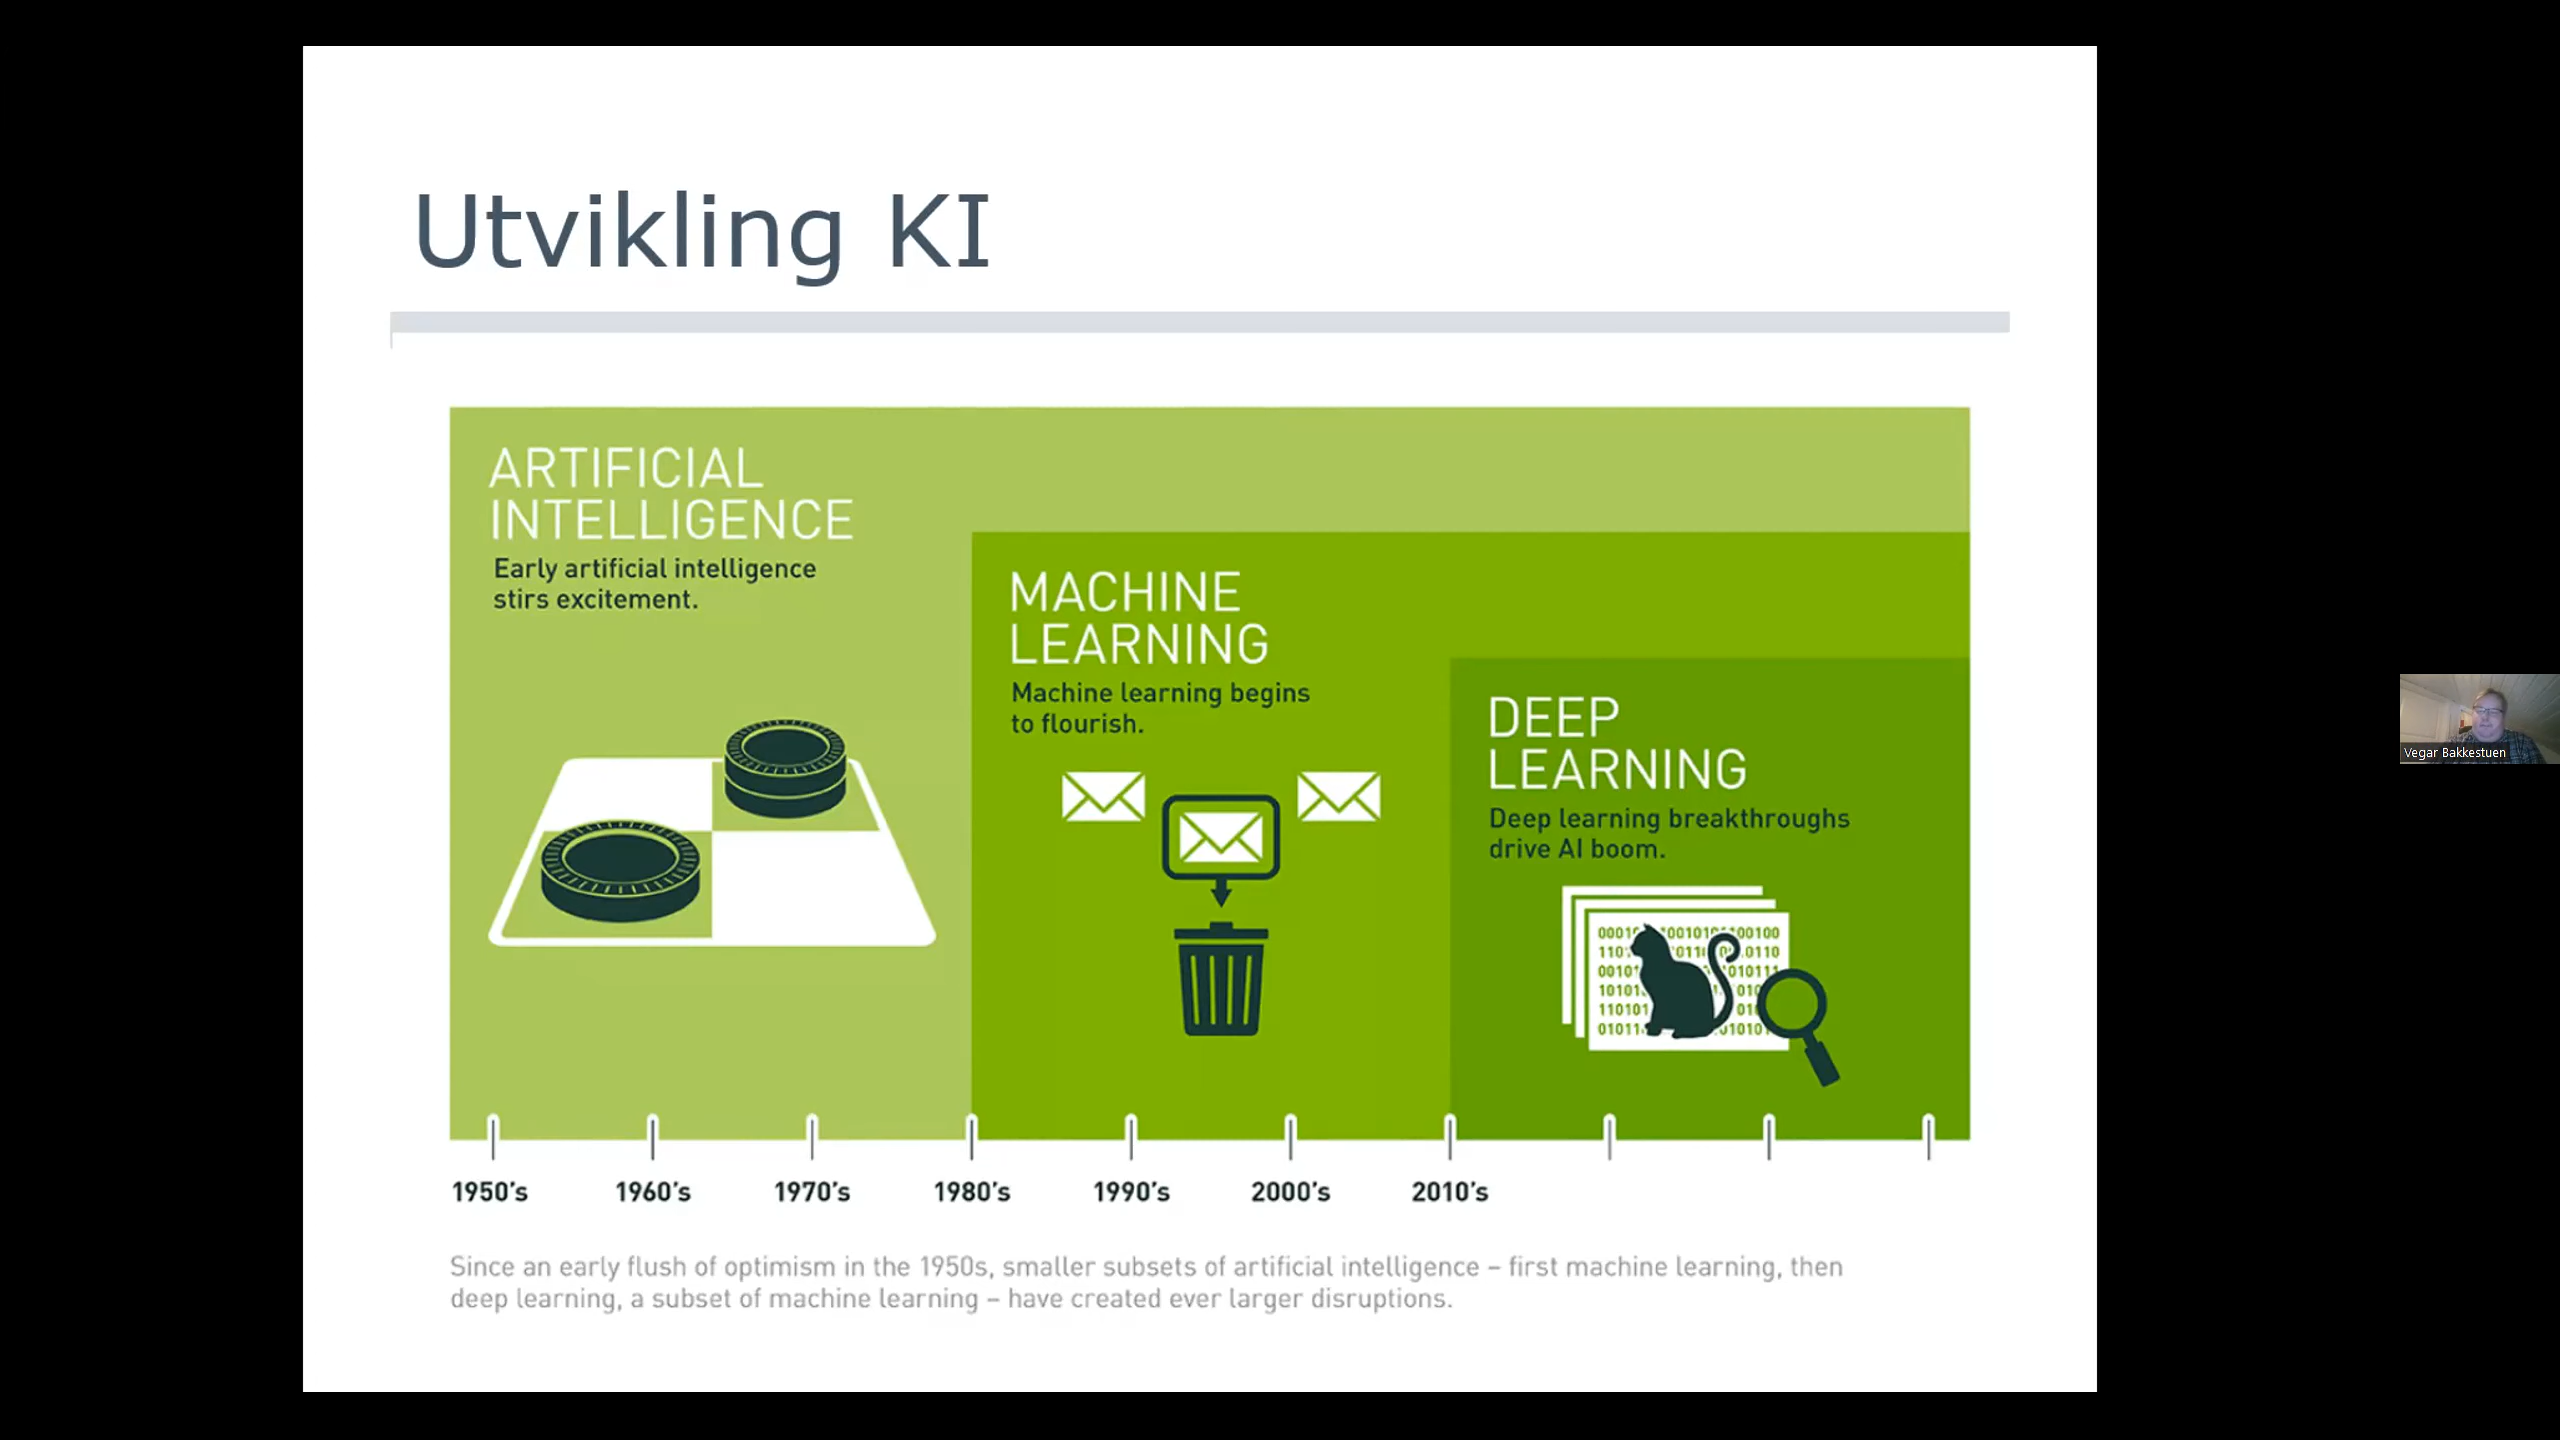 Utvikling KI
ARTIFICIAL
INTELLIGENCE
Early artificial intelligence
stirs excitement.
MACHINE
LEARNING
Machine learning begins
to flourish.
DEEP
LEARNING
Deep learning breakthroughs
drive AI boom.
1950's
1960's
1970's
1980's
1990's
2000's
2010's
Since an early flush of optimism in the 1950s, smaller subsets of artificial intelligence – first machine learning, then
deep learning, a subset of machine learning – have created ever larger disruptions.
Vegar Bakkestuen